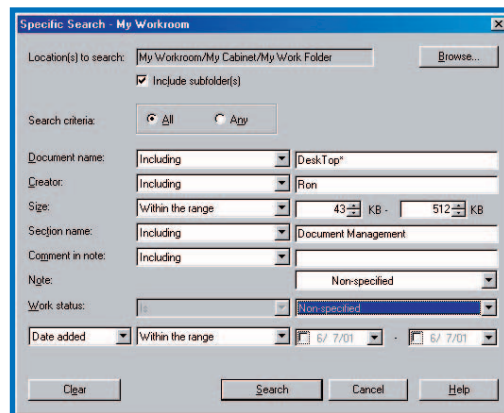 Specific Search - My Workroom
Location(s) to search: My Workroom/My Cabinet/My Work Folder Browse...
Include subfolder(s)
Search criteria: All Any
Document name: Including DeskTop*
Creator: Including Ron
Size: Within the range 43 KB - 512 KB
Section name: Including Document Management
Comment in note: Including
Note: Non-specified
Work status: Is Non-specified
Date added Within the range 6/ 7/01 - 6/ 7/01
Clear Search Cancel Help